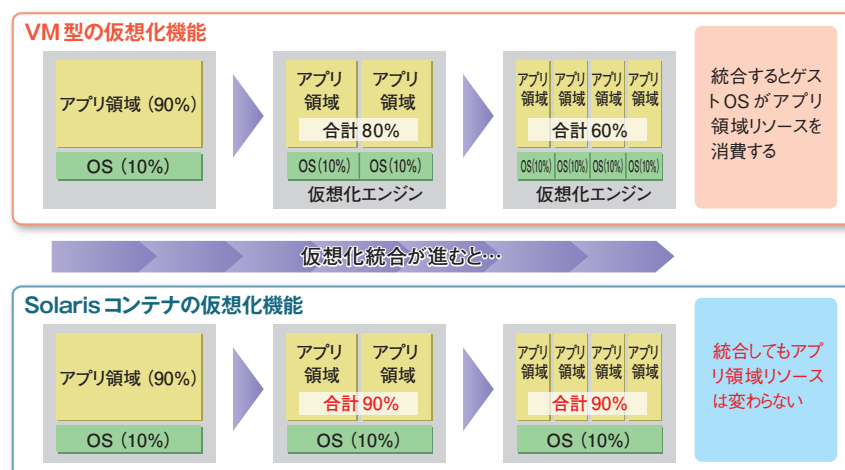 VM型の仮想化機能
アプリ領域(90%)
OS(10%)
アプリ アプリ
領域 領域
合計80%
OS(10%) OS(10%)
仮想化エンジン
アプリ アプリ アプリ アプリ
領域 領域 領域 領域
合計60%
OS(10%) OS(10%) OS(10%) OS(10%)
仮想化エンジン
統合するとゲス
トOSがアプリ
領域リソースを
消費する
仮想化統合が進むと…
Solarisコンテナの仮想化機能
アプリ領域(90%)
OS(10%)
アプリ アプリ
領域 領域
合計90%
OS(10%)
アプリ アプリ アプリ アプリ
領域 領域 領域 領域
合計90%
OS(10%)
統合してもアプ
リ領域リソース
は変わらない